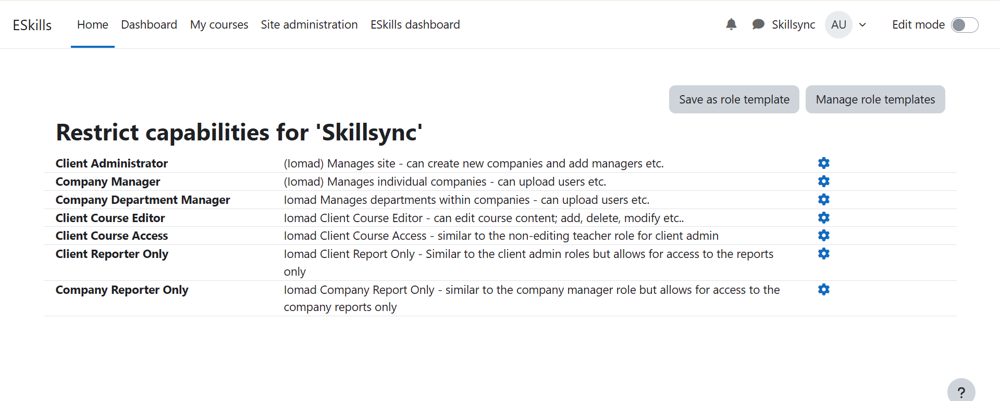 ESkills Home Dashboard My courses Site administration ESkills dashboard Skillsync AU Edit mode
Save as role template Manage role templates
Restrict capabilities for 'Skillsync'
Client Administrator (Iomad) Manages site - can create new companies and add managers etc.
Company Manager (Iomad) Manages individual companies - can upload users etc.
Company Department Manager Iomad Manages departments within companies - can upload users etc.
Client Course Editor Iomad Client Course Editor - can edit course content; add, delete, modify etc..
Client Course Access Iomad Client Course Access - similar to the non-editing teacher role for client admin
Client Reporter Only Iomad Client Report Only - Similar to the client admin roles but allows for access to the reports
only
Company Reporter Only Iomad Company Report Only - similar to the company manager role but allows for access to the
company reports only
?